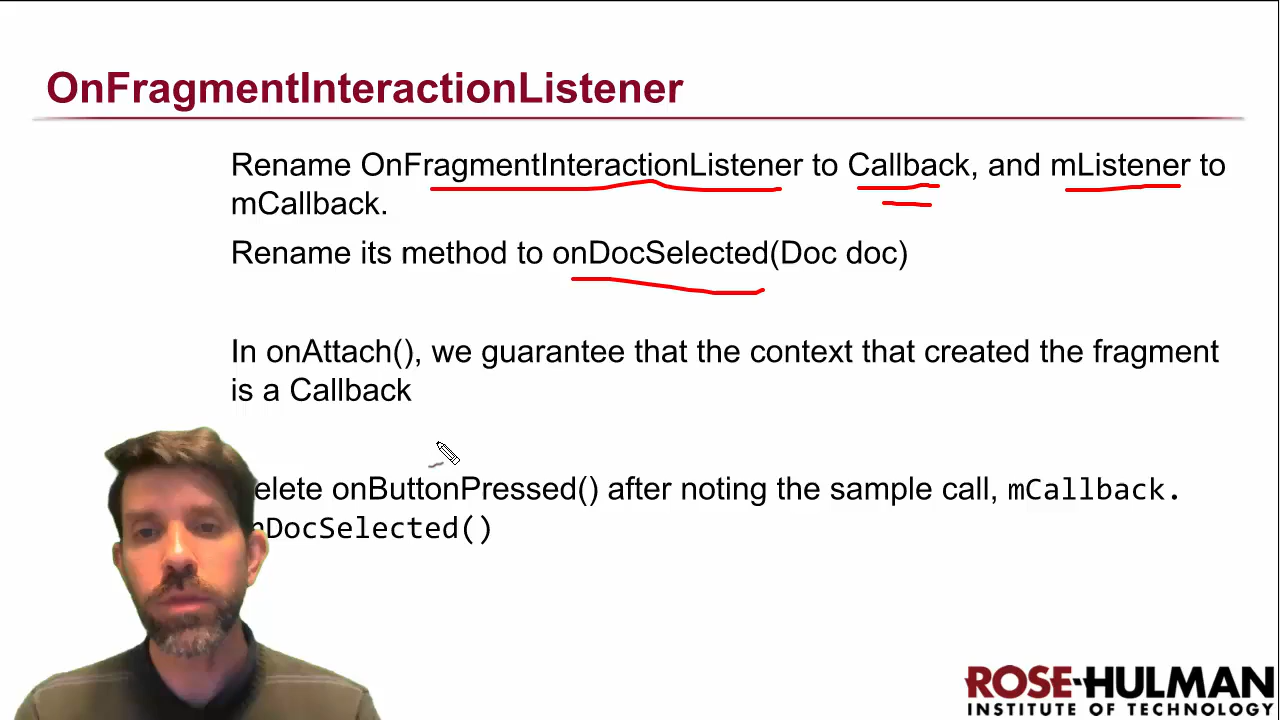 OnFragmentInteractionListener
Rename OnFragmentInteractionListener to Callback, and mListener to
mCallback.
Rename its method to onDocSelected(Doc doc)
In onAttach(), we guarantee that the context that created the fragment
is a Callback
elete onButtonPressed() after noting the sample call, mCallback.
nDocSelected()
ROSE-HULMAN
INSTITUTE OF TECHNOLOGY